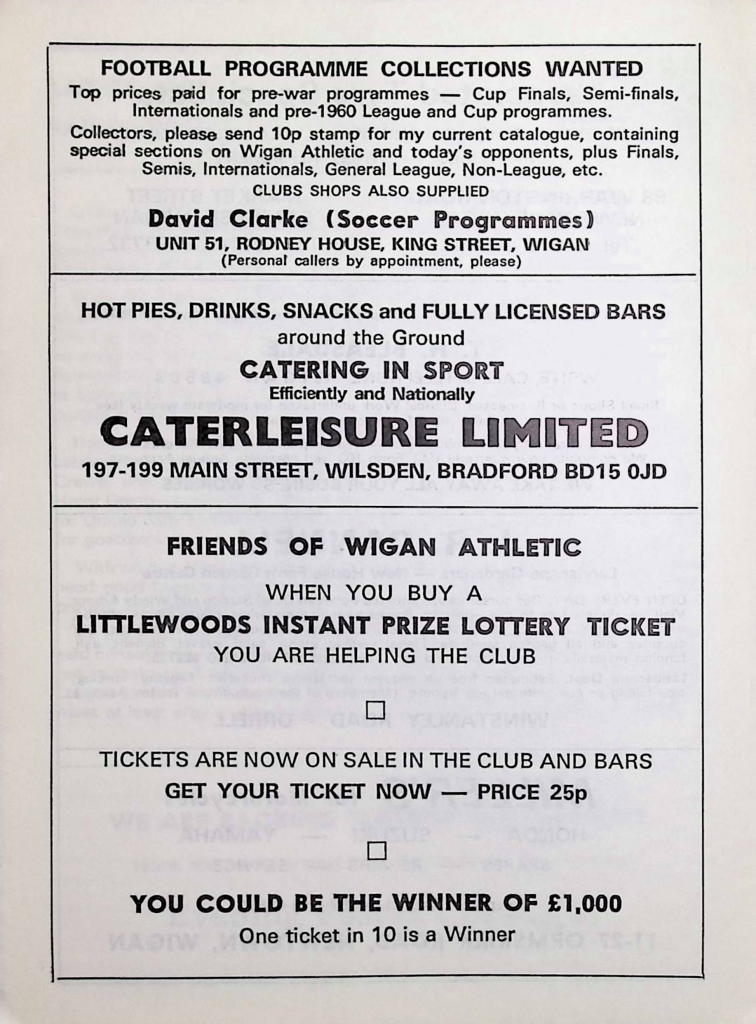 FOOTBALL PROGRAMME COLLECTIONS WANTED
Top prices paid for pre-war programmes — Cup Finals, Semi-finals,
Internationals and pre-1960 League and Cup programmes.
Collectors, please send 10p stamp for my current catalogue, containing
special sections on Wigan Athletic and today's opponents, plus Finals,
Semis, Internationals, General League, Non-League, etc.
CLUBS SHOPS ALSO SUPPLIED
David Clarke (Soccer Programmes)
UNIT 51, RODNEY HOUSE, KING STREET, WIGAN
(Personal callers by appointment, please)
HOT PIES, DRINKS, SNACKS and FULLY LICENSED BARS
around the Ground
CATERING IN SPORT
Efficiently and Nationally
CATERLEISURE LIMITED
197-199 MAIN STREET, WILSDEN, BRADFORD BD15 0JD
FRIENDS OF WIGAN ATHLETIC
WHEN YOU BUY A
LITTLEWOODS INSTANT PRIZE LOTTERY TICKET
YOU ARE HELPING THE CLUB
TICKETS ARE NOW ON SALE IN THE CLUB AND BARS
GET YOUR TICKET NOW — PRICE 25p
YOU COULD BE THE WINNER OF £1,000
One ticket in 10 is a Winner